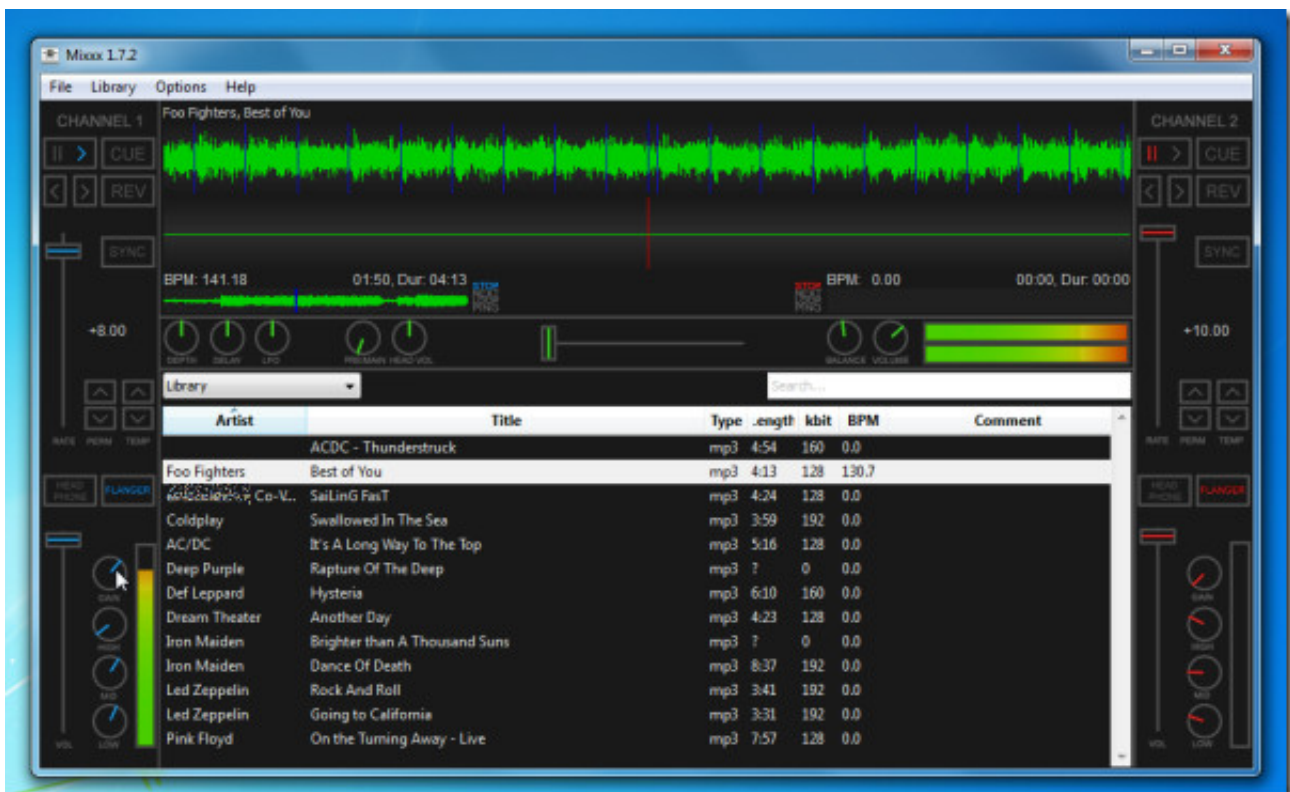 Mixxx 1.7.2
File Library Options Help
CHANNEL 1
CUE
REV
SYNC
+8.00
RATE PERM TEMP
HEAD PHONE FLANGER
GAIN
HIGH
MID
LOW
VOL
Foo Fighters, Best of You
BPM: 141.18 01:50, Dur: 04:13 STOP
STOP BPM: 0.00 00:00, Dur: 00:00
DEPTH DELAY LFO PRE/MAIN HEAD VOL BALANCE VOLUME
Library Search...
Artist Title Type .ength kbit BPM Comment
ACDC - Thunderstruck mp3 4:54 160 0.0
Foo Fighters Best of You mp3 4:13 128 130.7
Co-V... SaiLinG FasT mp3 4:24 128 0.0
Coldplay Swallowed In The Sea mp3 3:59 192 0.0
AC/DC It's A Long Way To The Top mp3 5:16 128 0.0
Deep Purple Rapture Of The Deep mp3 ? 0 0.0
Def Leppard Hysteria mp3 6:10 160 0.0
Dream Theater Another Day mp3 4:23 128 0.0
Iron Maiden Brighter than A Thousand Suns mp3 ? 0 0.0
Iron Maiden Dance Of Death mp3 8:37 192 0.0
Led Zeppelin Rock And Roll mp3 3:41 192 0.0
Led Zeppelin Going to California mp3 3:31 192 0.0
Pink Floyd On the Turning Away - Live mp3 7:57 128 0.0
CHANNEL 2
CUE
REV
SYNC
+10.00
RATE PERM TEMP
HEAD PHONE FLANGER
GAIN
HIGH
MID
LOW
VOL